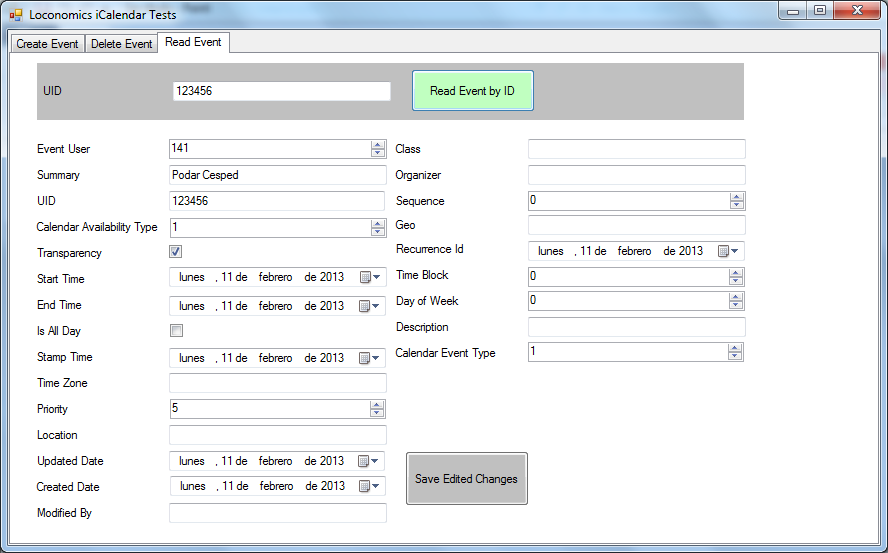 Loconomics iCalendar Tests
Create Event Delete Event Read Event
UID 123456 Read Event by ID
Event User 141
Summary Podar Cesped
UID 123456
Calendar Availability Type 1
Transparency
Start Time lunes , 11 de febrero de 2013
End Time lunes , 11 de febrero de 2013
Is All Day
Stamp Time lunes , 11 de febrero de 2013
Time Zone
Priority 5
Location
Updated Date lunes , 11 de febrero de 2013
Created Date lunes , 11 de febrero de 2013
Modified By
Class
Organizer
Sequence 0
Geo
Recurrence Id lunes , 11 de febrero de 2013
Time Block 0
Day of Week 0
Description
Calendar Event Type 1
Save Edited Changes